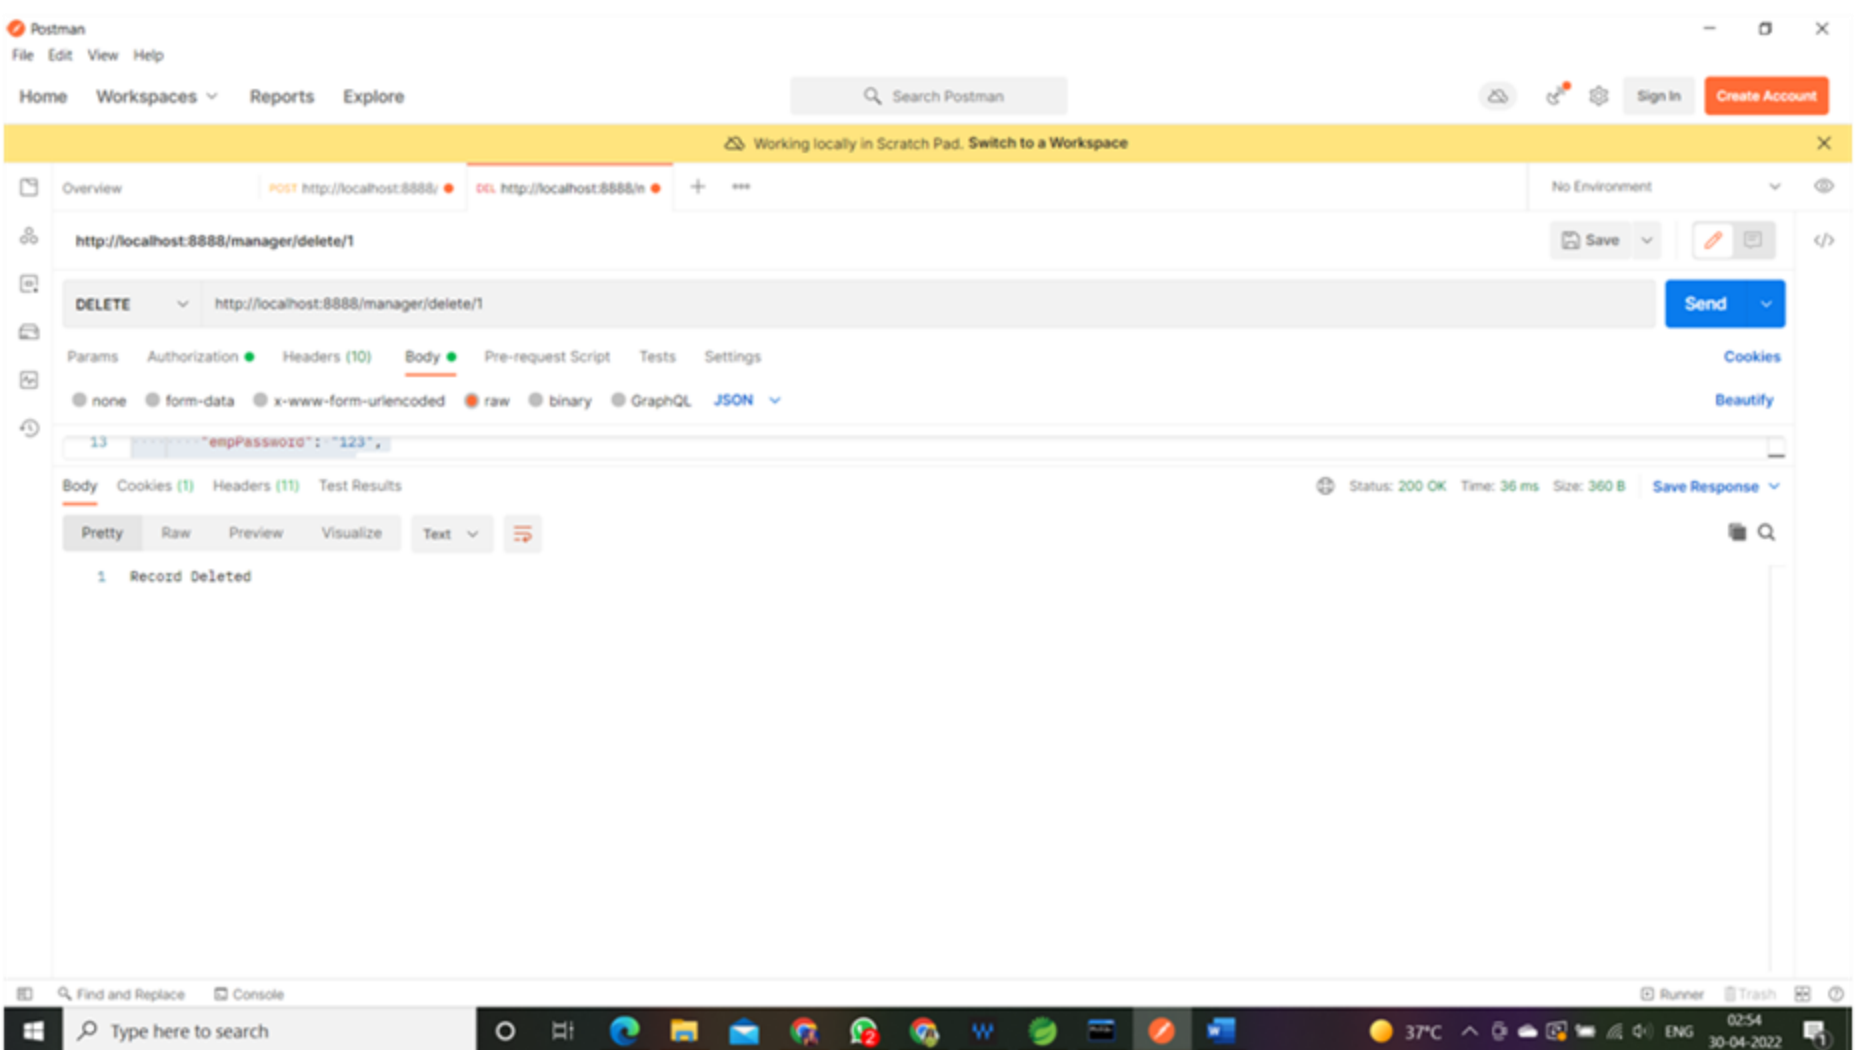 Postman
File Edit View Help
Home Workspaces Reports Explore Search Postman Sign In Create Account
Working locally in Scratch Pad. Switch to a Workspace
Overview POST http://localhost:8888/ DEL http://localhost:8888/n No Environment
http://localhost:8888/manager/delete/1 Save
DELETE http://localhost:8888/manager/delete/1 Send
Params Authorization Headers (10) Body Pre-request Script Tests Settings Cookies
none form-data x-www-form-urlencoded raw binary GraphQL JSON Beautify
13 "empPassword": "123",
Body Cookies (1) Headers (11) Test Results Status: 200 OK Time: 36 ms Size: 360 B Save Response
Pretty Raw Preview Visualize Text
1 Record Deleted
Find and Replace Console Runner Trash
Type here to search 2 37°C ENG 02:54
30-04-2022 1